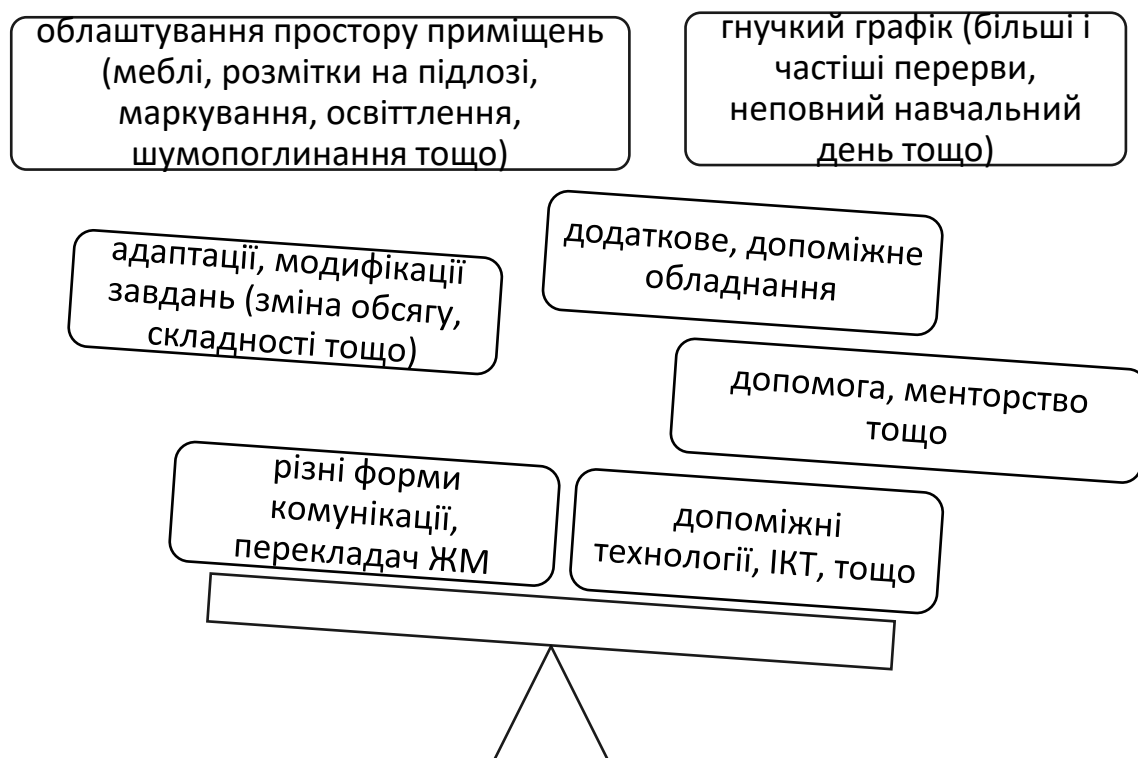 облаштування простору приміщень
(меблі, розмітки на підлозі,
маркування, освіттлення,
шумопоглинання тощо)
гнучкий графік (більші і
частіші перерви,
неповний навчальний
день тощо)
адаптації, модифікації
завдань (зміна обсягу,
складності тощо)
додаткове, допоміжне
обладнання
допомога, менторство
тощо
різні форми
комунікації,
перекладач ЖМ
допоміжні
технології, ІКТ, тощо